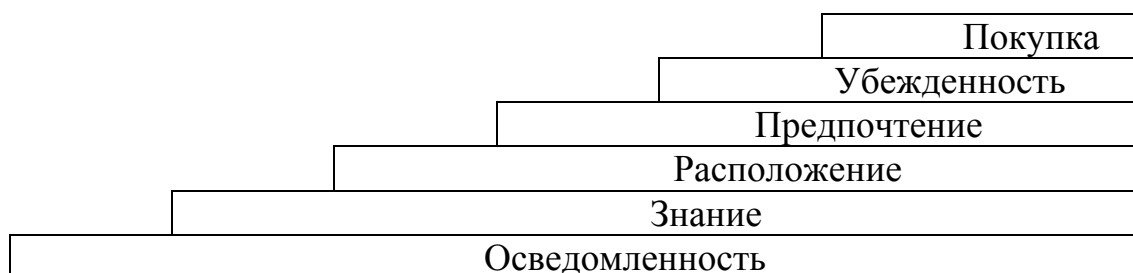 Покупка
Убежденность
Предпочтение
Расположение
Знание
Осведомленность